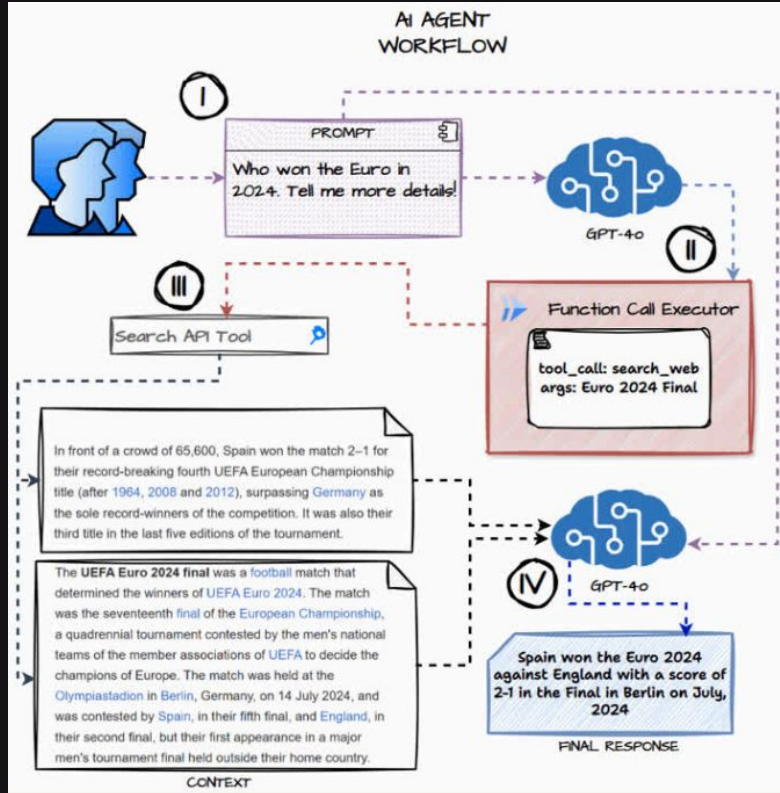 AI AGENT
WORKFLOW
I
PROMPT
Who won the Euro in
2024. Tell me more details!
GPT-4o
II
Function Call Executor
tool_call: search_web
args: Euro 2024 Final
III
Search API Tool
In front of a crowd of 65,600, Spain won the match 2–1 for
their record-breaking fourth UEFA European Championship
title (after 1964, 2008 and 2012), surpassing Germany as
the sole record-winners of the competition. It was also their
third title in the last five editions of the tournament.
The UEFA Euro 2024 final was a football match that
determined the winners of UEFA Euro 2024. The match
was the seventeenth final of the European Championship,
a quadrennial tournament contested by the men's national
teams of the member associations of UEFA to decide the
champions of Europe. The match was held at the
Olympiastadion in Berlin, Germany, on 14 July 2024, and
was contested by Spain, in their fifth final, and England, in
their second final, but their first appearance in a major
men's tournament final held outside their home country.
CONTEXT
IV
GPT-4o
Spain won the Euro 2024
against England with a score of
2-1 in the Final in Berlin on July,
2024
FINAL RESPONSE